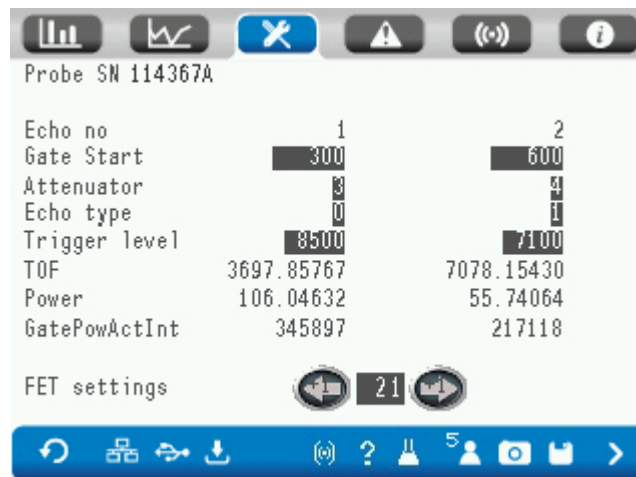 Probe SN 114367A
Echo no 1 2
Gate Start 300 600
Attenuator 3 4
Echo type 0 1
Trigger level 8500 7100
TOF 3697.85767 7078.15430
Power 106.04632 55.74064
GatePowActInt 345897 217118
FET settings -1 21 +1
? 5